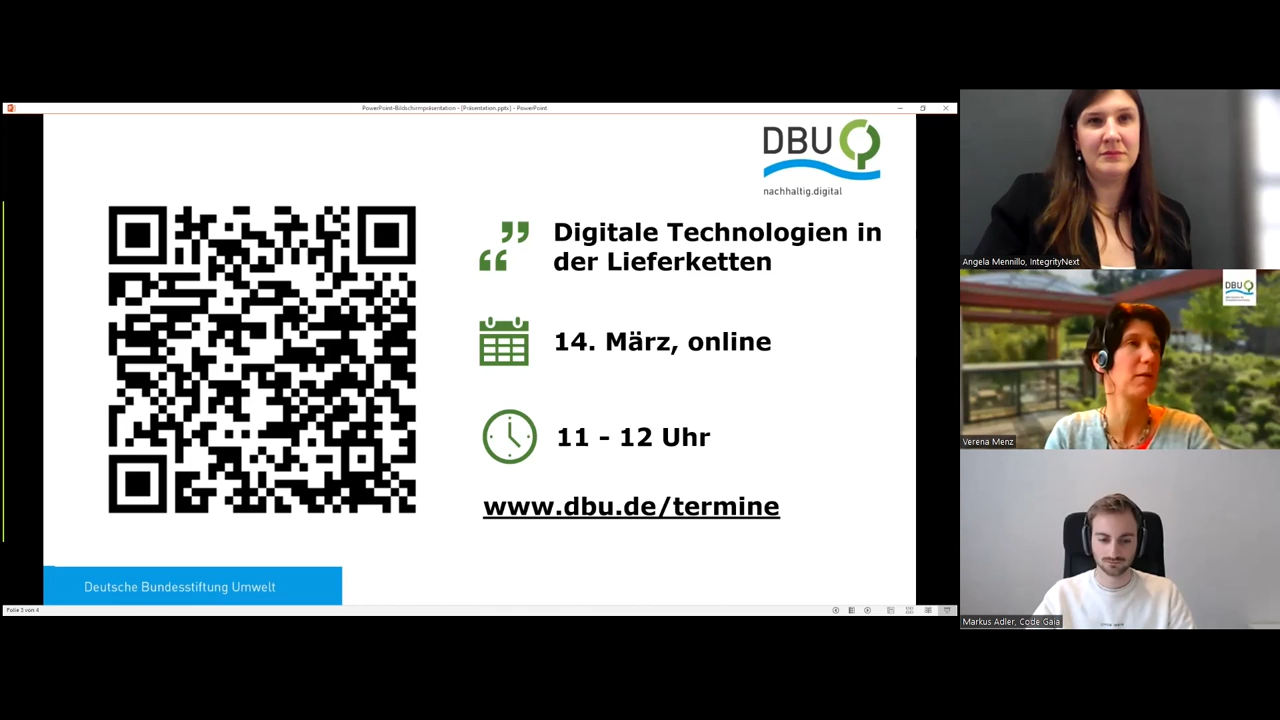 PowerPoint-Bildschirmpräsentation - [Präsentation.pptx] - PowerPoint
DBU
nachhaltig.digital
Digitale Technologien in
der Lieferketten
14. März, online
11 - 12 Uhr
www.dbu.de/termine
Deutsche Bundesstiftung Umwelt
Folie 3 von 4
Angela Mennillo, IntegrityNext
DBU
Verena Menz
Markus Adler, Code Gaia